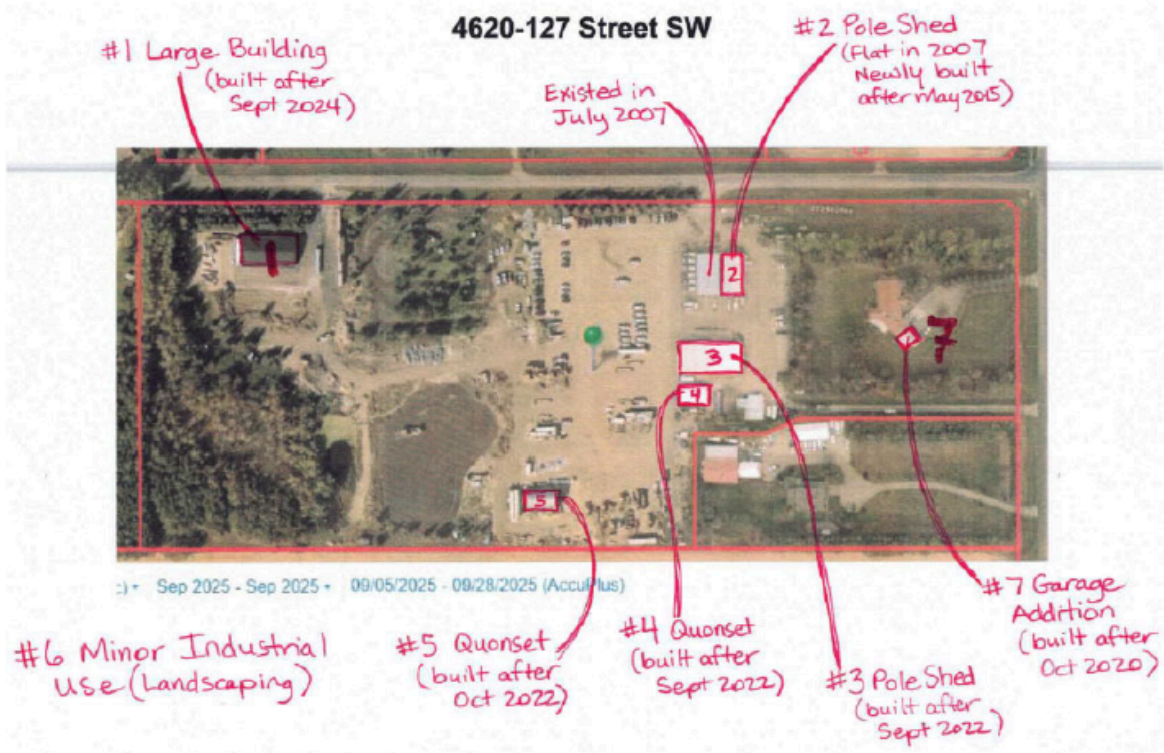 4620-127 Street SW
#1 Large Building
(built after
Sept 2024)
Existed in
July 2007
#2 Pole Shed
(Flat in 2007
Newly built
after May 2015)
1
2
3
4
5
7
:) Sep 2025 - Sep 2025 09/05/2025 - 09/28/2025 (AccuPlus)
#6 Minor Industrial
Use (Landscaping)
#5 Quonset
(built after
Oct 2022)
#4 Quonset
(built after
Sept 2022)
#3 Pole Shed
(built after
Sept 2022)
#7 Garage
Addition
(built after
Oct 2020)